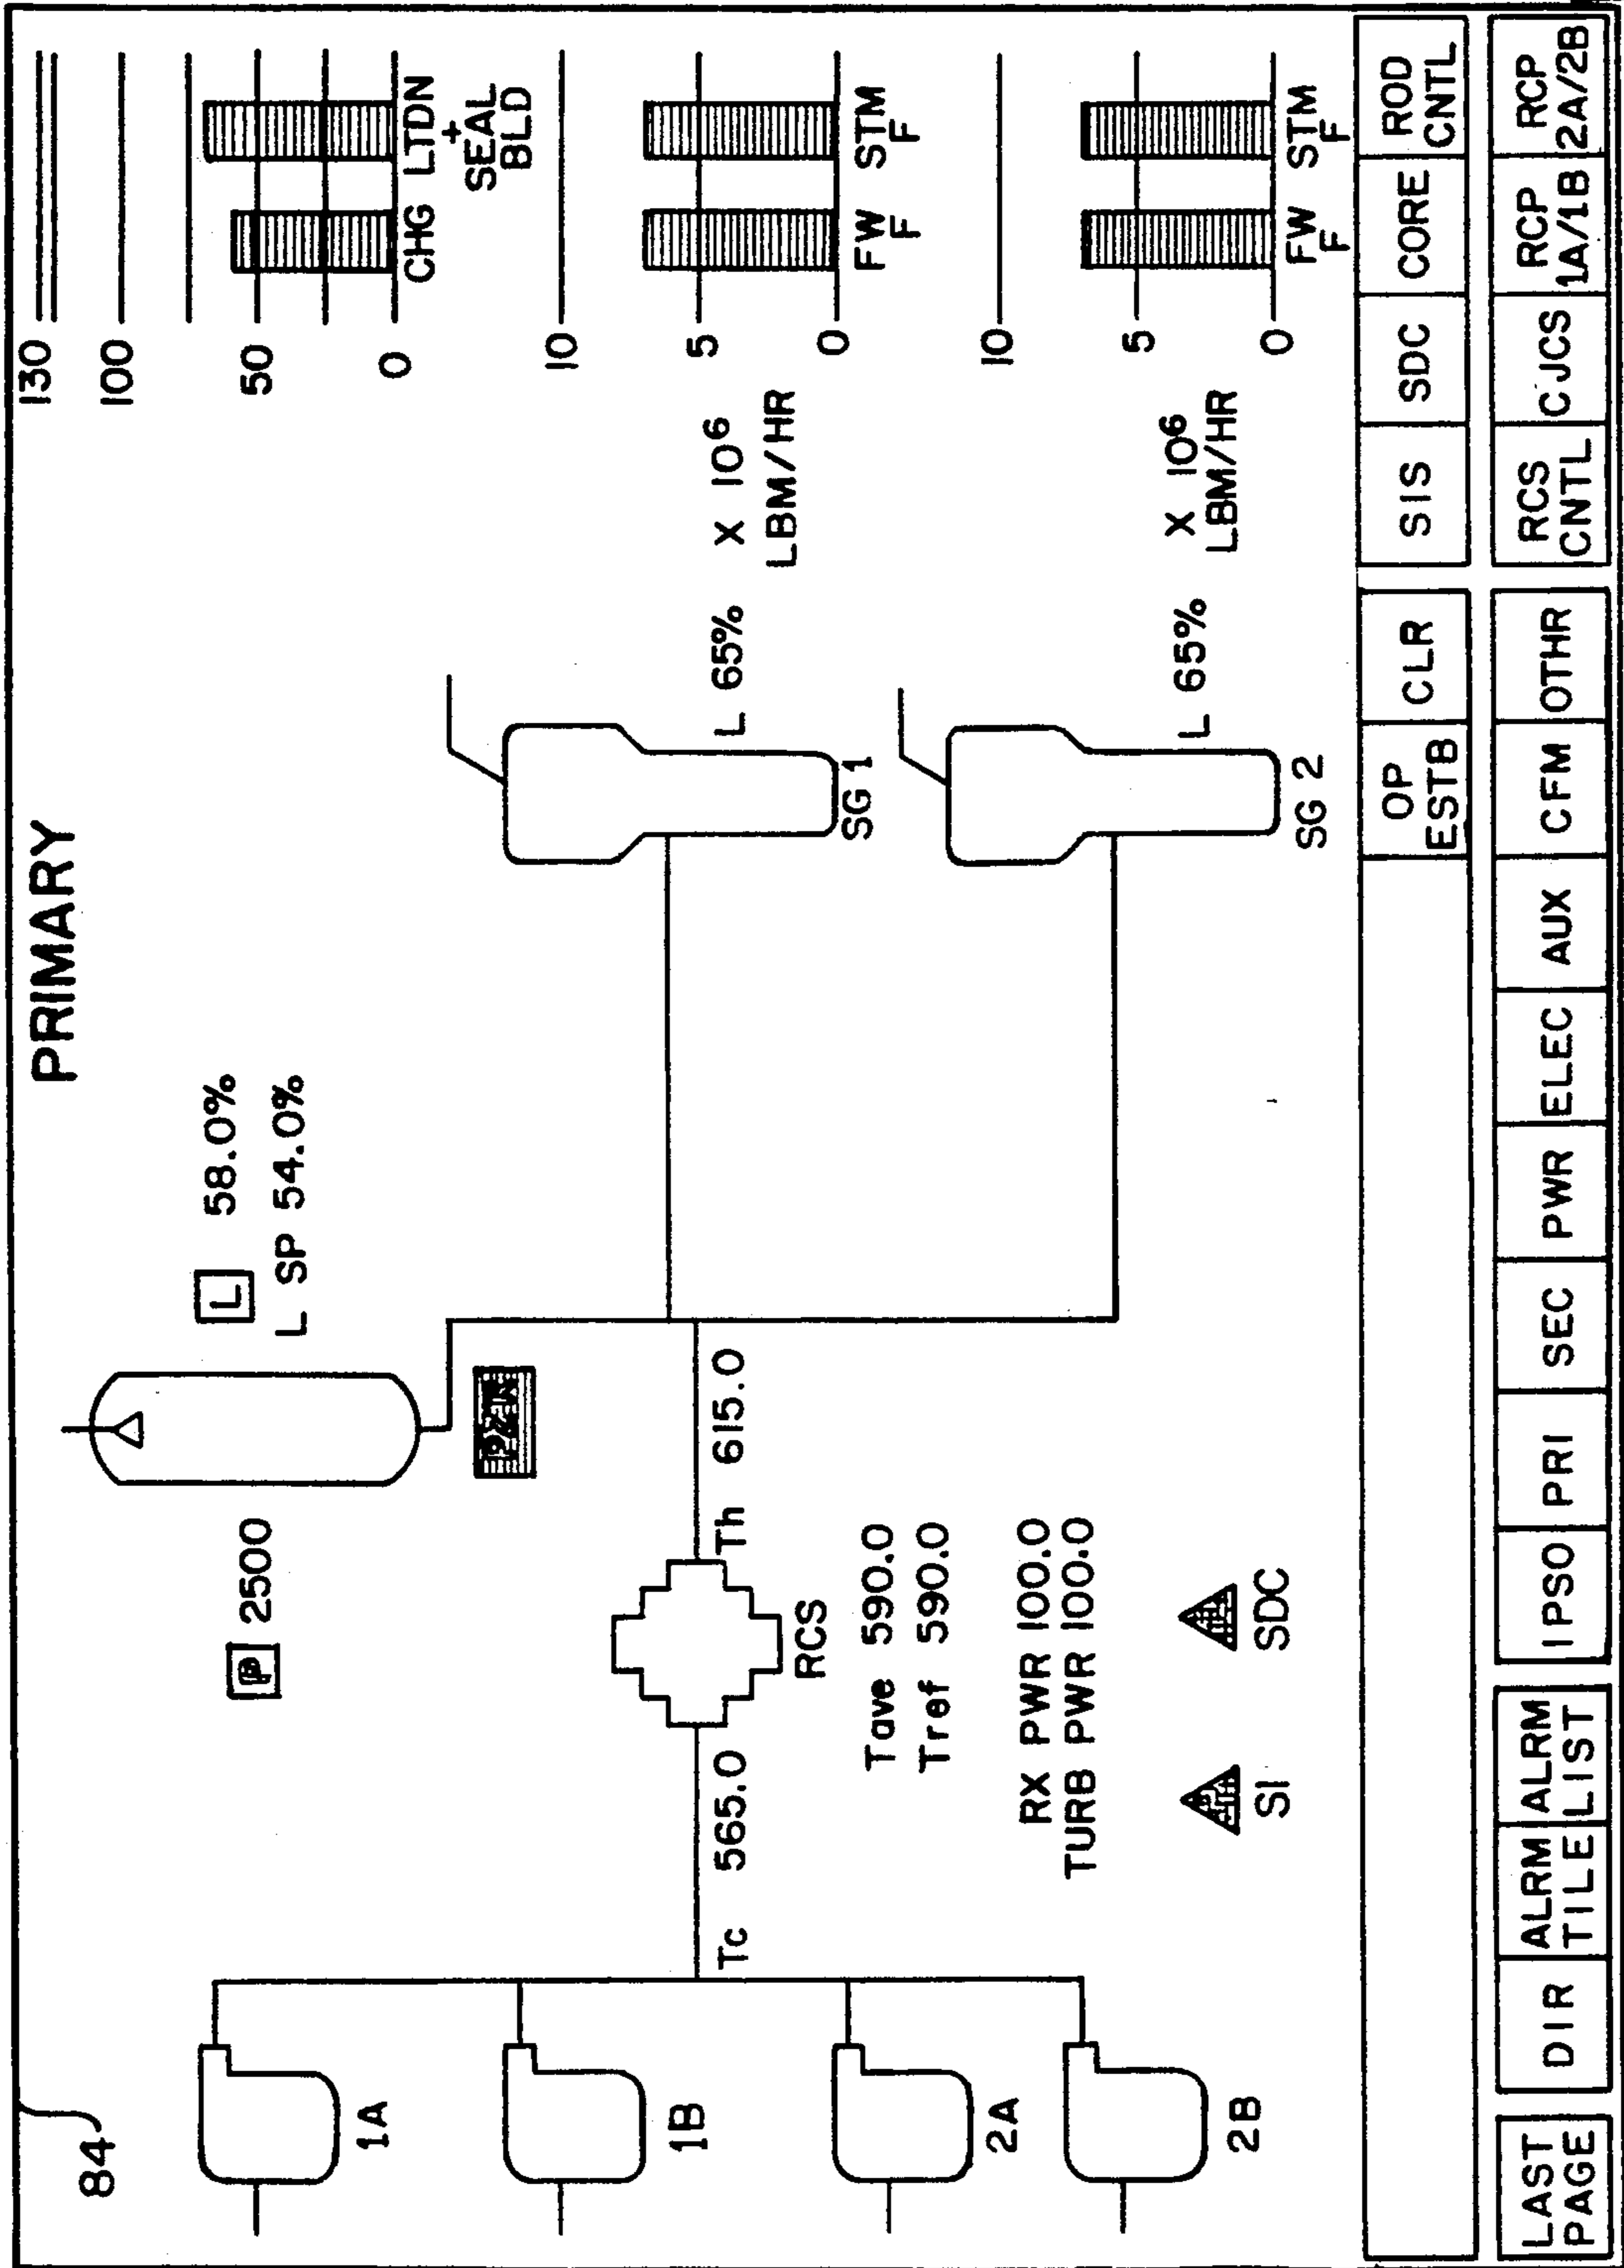 84
PRIMARY
130
100
50
0
CHG
LTDN
+
SEAL
BLD
P 2500
L 58.0%
L SP 54.0%
1A
1B
2A
2B
Tc 565.0
RCS
Th 615.0
Tave 590.0
Tref 590.0
RX PWR 100.0
TURB PWR 100.0
SI
SDC
SG 1
L 65%
X 10⁶
LBM/HR
10
5
0
FW
F
STM
F
SG 2
L 65%
X 10⁶
LBM/HR
10
5
0
FW
F
STM
F
OP
ESTB
CLR
SIS
SDC
CORE
ROD
CNTL
LAST
PAGE
DIR
ALRM
TILE
ALRM
LIST
IPSO
PRI
SEC
PWR
ELEC
AUX
CFM
OTHR
RCS
CNTL
CJCS
RCP
1A/1B
RCP
2A/2B